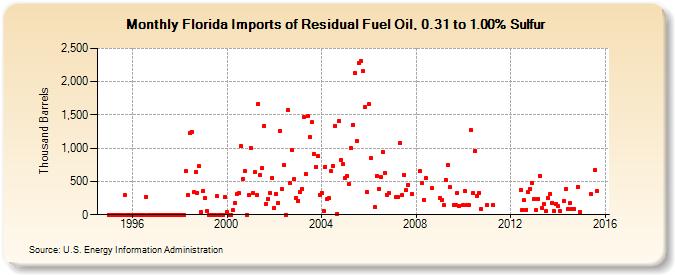 Monthly Florida Imports of Residual Fuel Oil, 0.31 to 1.00% Sulfur
Thousand Barrels
2,500
2,000
1,500
1,000
500
0
1996 2000 2004 2008 2012 2016
Source: U.S. Energy Information Administration